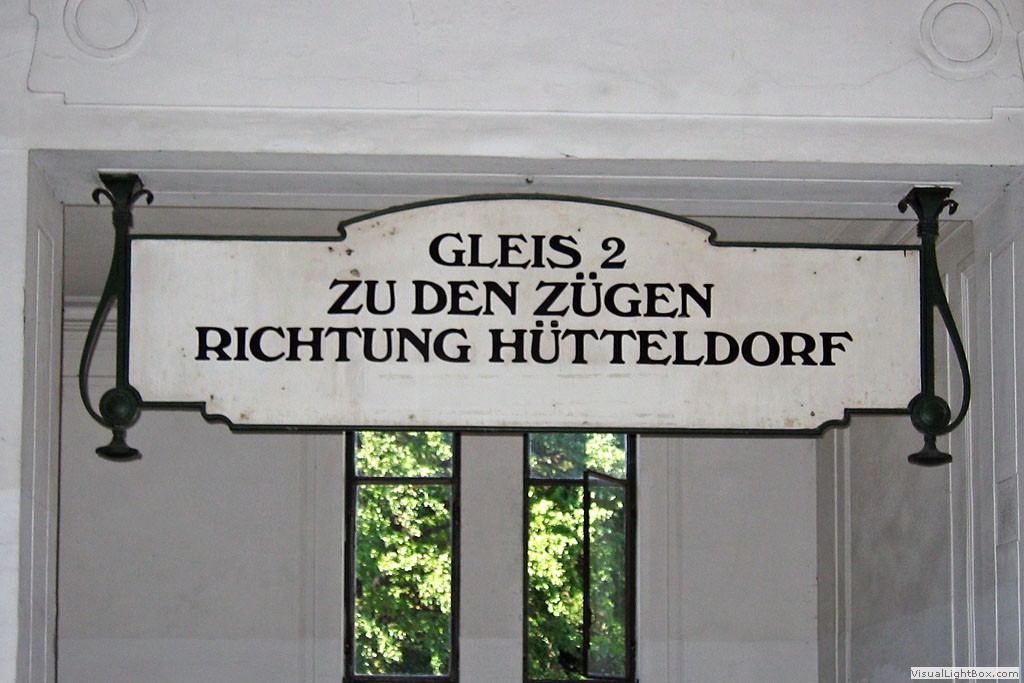 GLEIS 2
ZU DEN ZÜGEN
RICHTUNG HÜTTELDORF
VisualLightBox.com